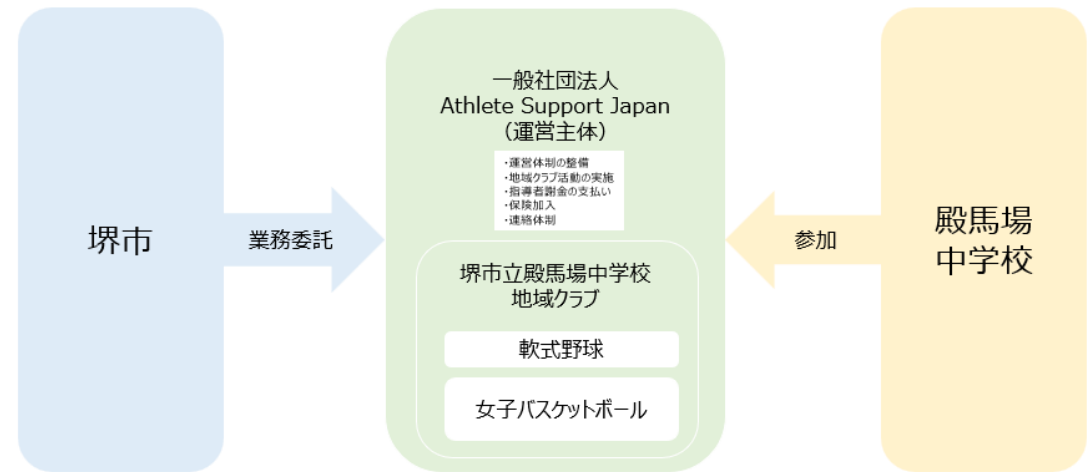 堺市
業務委託
一般社団法人
Athlete Support Japan
（運営主体）
・運営体制の整備
・地域クラブ活動の実施
・指導者謝金の支払い
・保険加入
・連絡体制
堺市立殿馬場中学校
地域クラブ
軟式野球
女子バスケットボール
参加
殿馬場
中学校